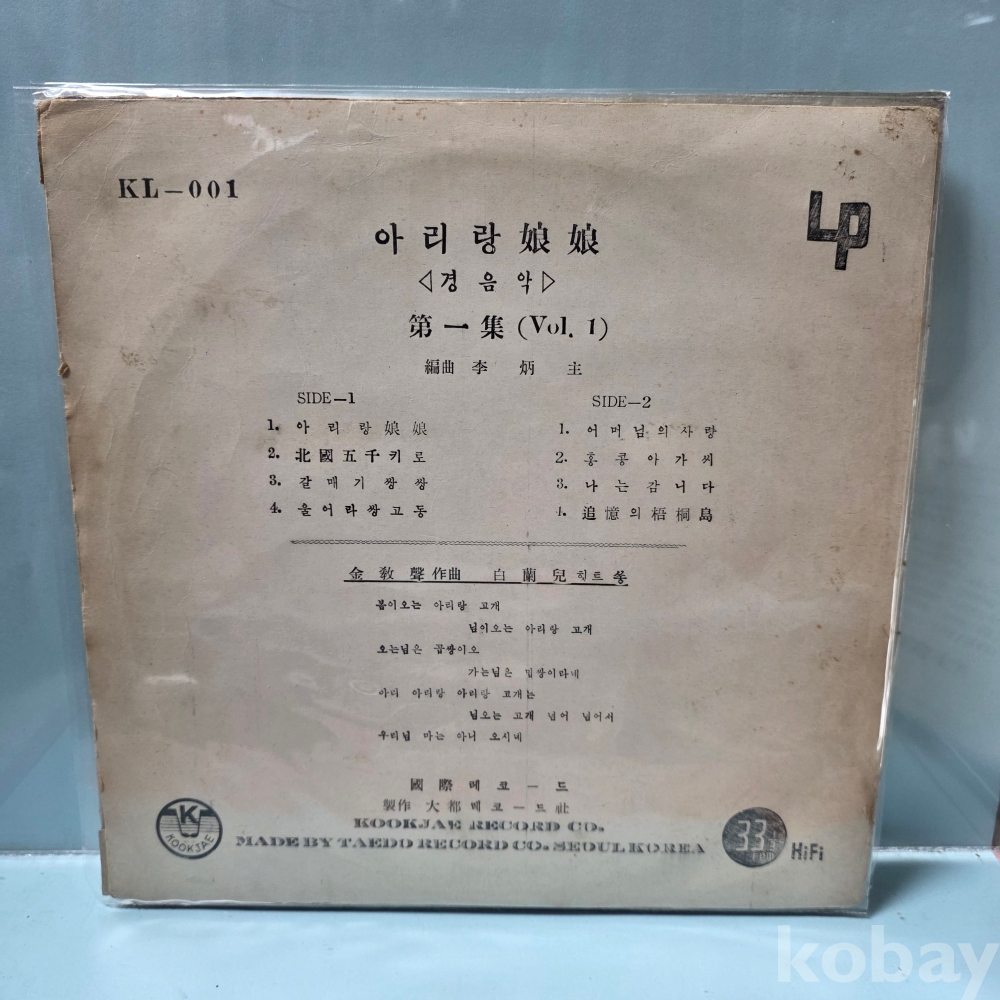 KL-001
LP
아리랑娘娘
◁경음악▷
第一集 (Vol. 1)
編曲 李炳主
SIDE-1
1. 아리랑娘娘
2. 北國五千키로
3. 갈매기쌍쌍
4. 울어라쌍고동
SIDE-2
1. 어머님의사랑
2. 홍콩아가씨
3. 나는갑니다
4. 追憶의梧桐島
金敎聲作曲 白蘭兒힛트쏭
봄이오는 아리랑 고개
님이오는 아리랑 고개
오는님은 곱쌍이오
가는님은 밉쌍이라네
아리 아리랑 아리랑 고개는
님오는 고개 넘어 넘어서
우리님 마는 아니 오시네
國際레코ー드
製作 大都레코ー드社
KOOKJAE RECORD CO.
MADE BY TAEDO RECORD CO. SEOUL KOREA
K
KOOKJAE
33⅓
HiFi
kobay